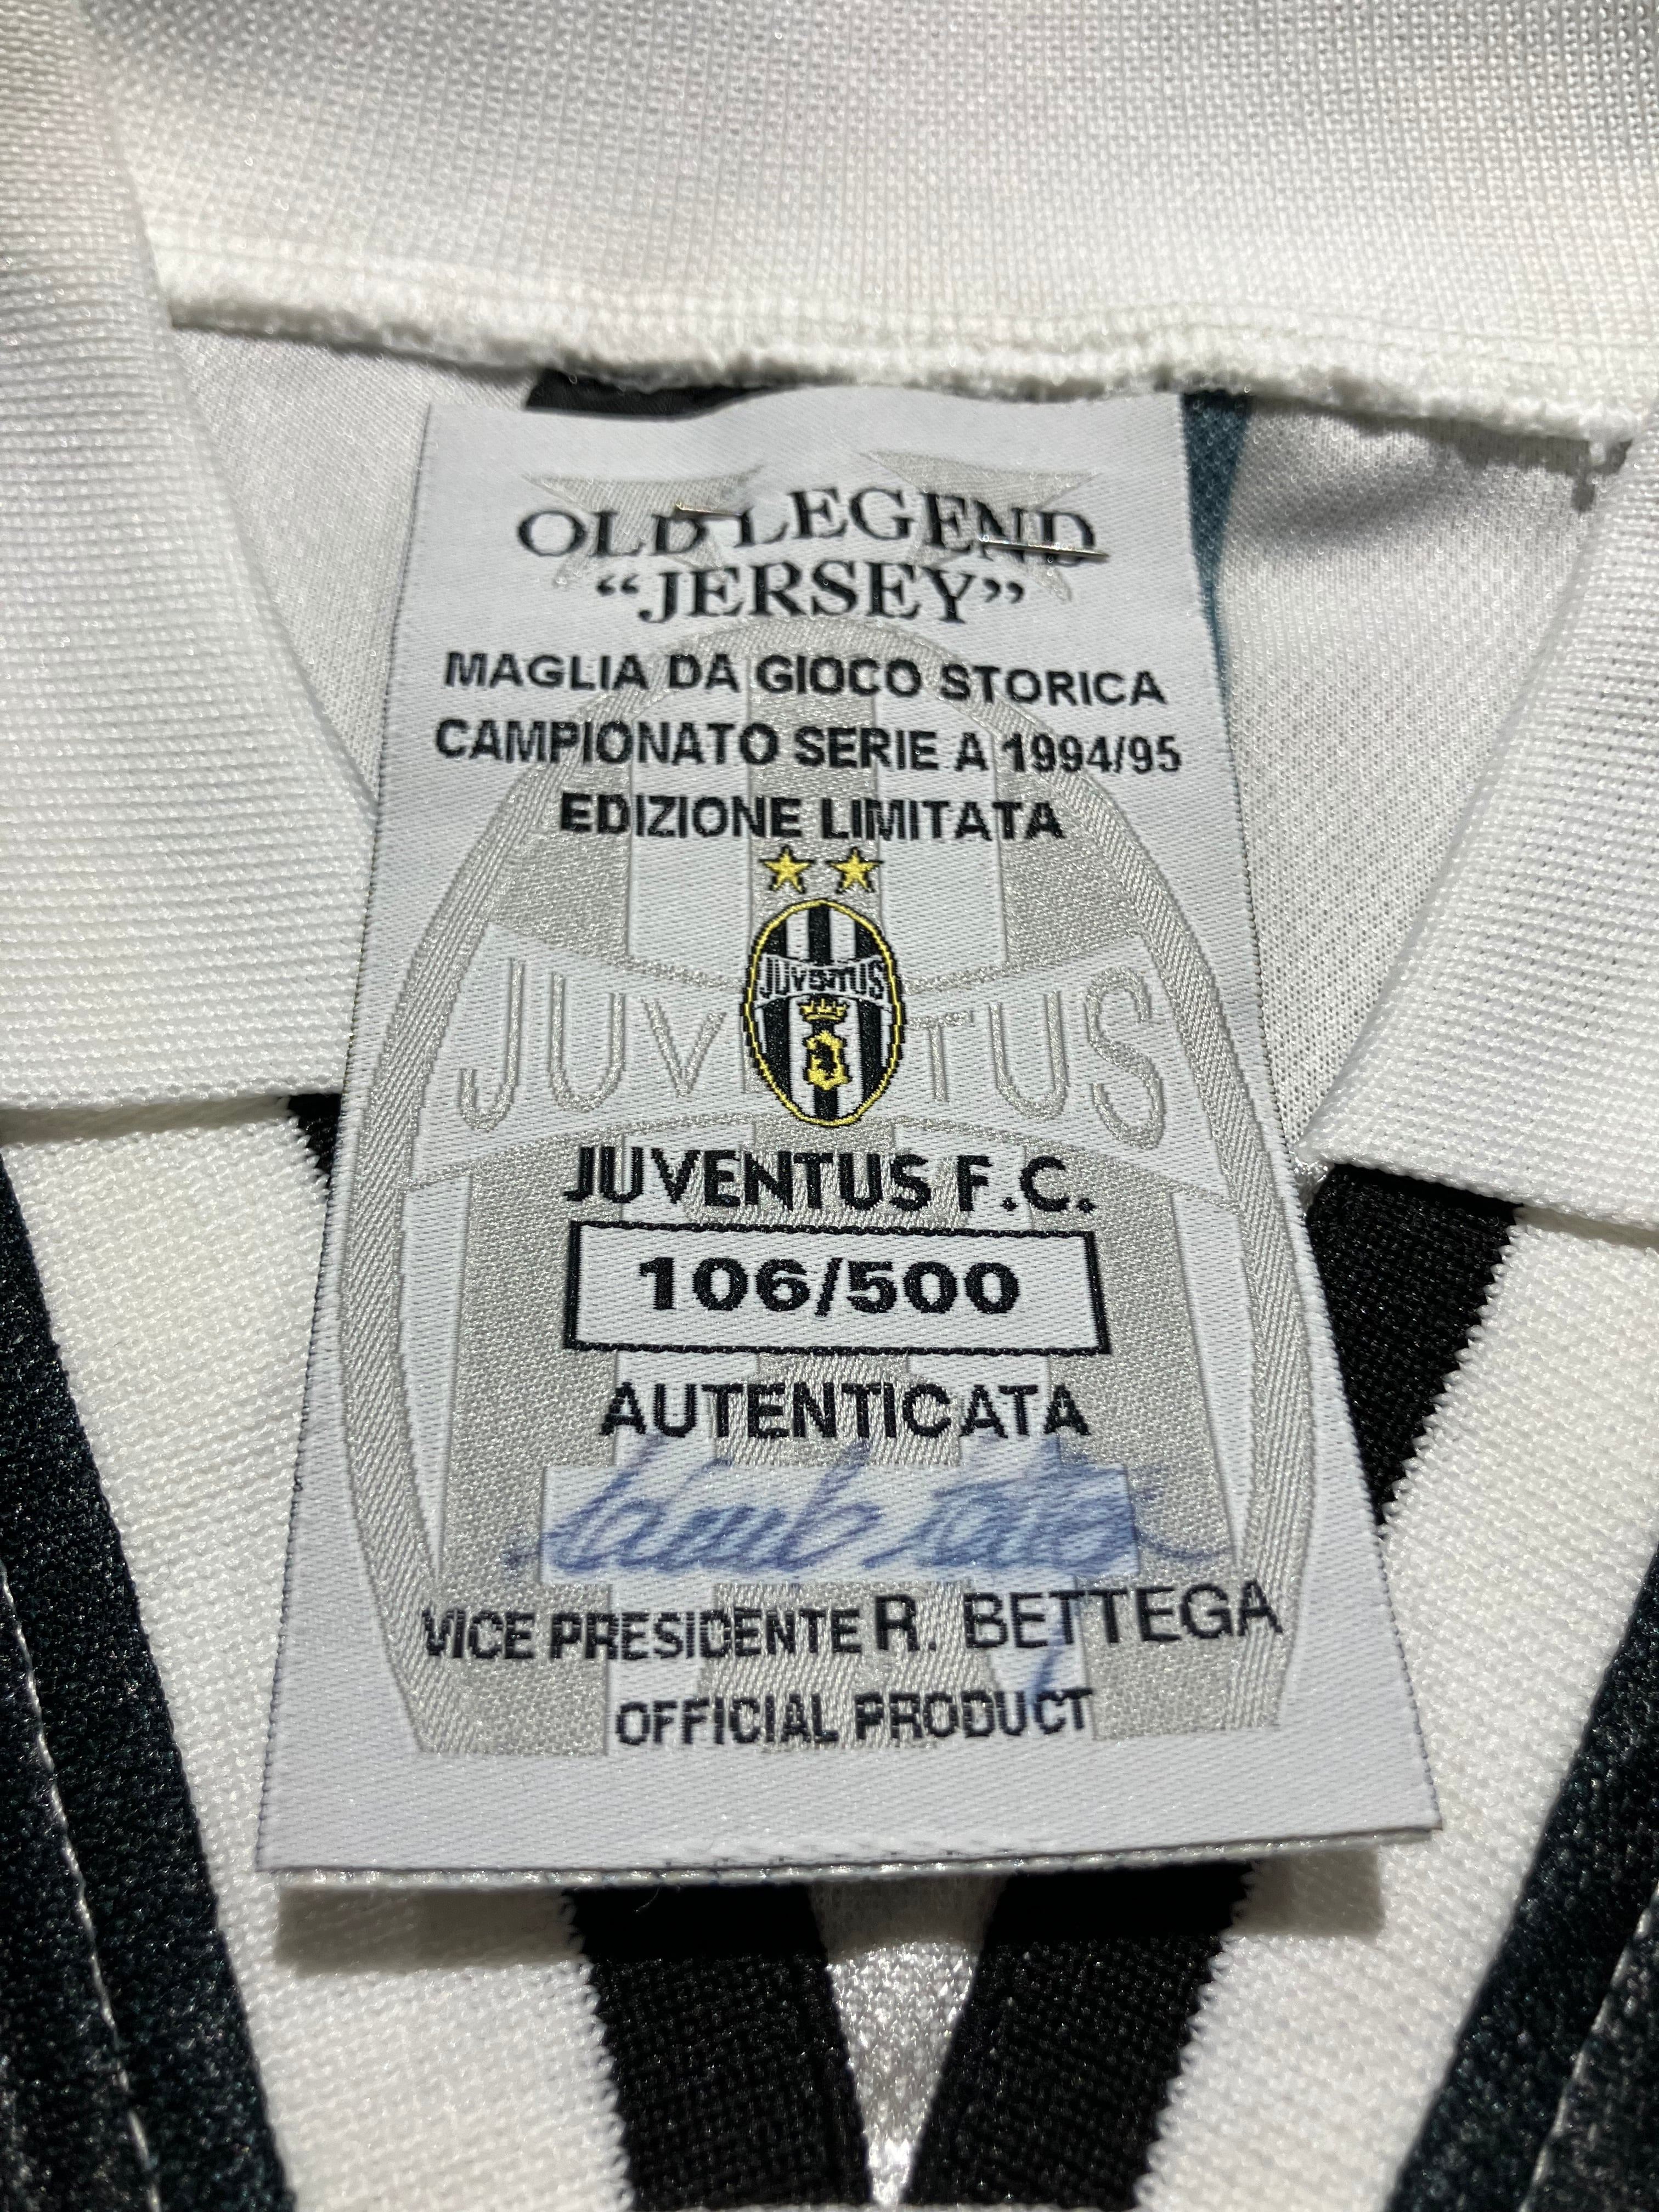 OLD LEGEND
“JERSEY”
MAGLIA DA GIOCO STORICA
CAMPIONATO SERIE A 1994/95
EDIZIONE LIMITATA
JUVENTUS
JUVENTUS
JUVENTUS F.C.
106/500
AUTENTICATA
VICE PRESIDENTE R. BETTEGA
OFFICIAL PRODUCT